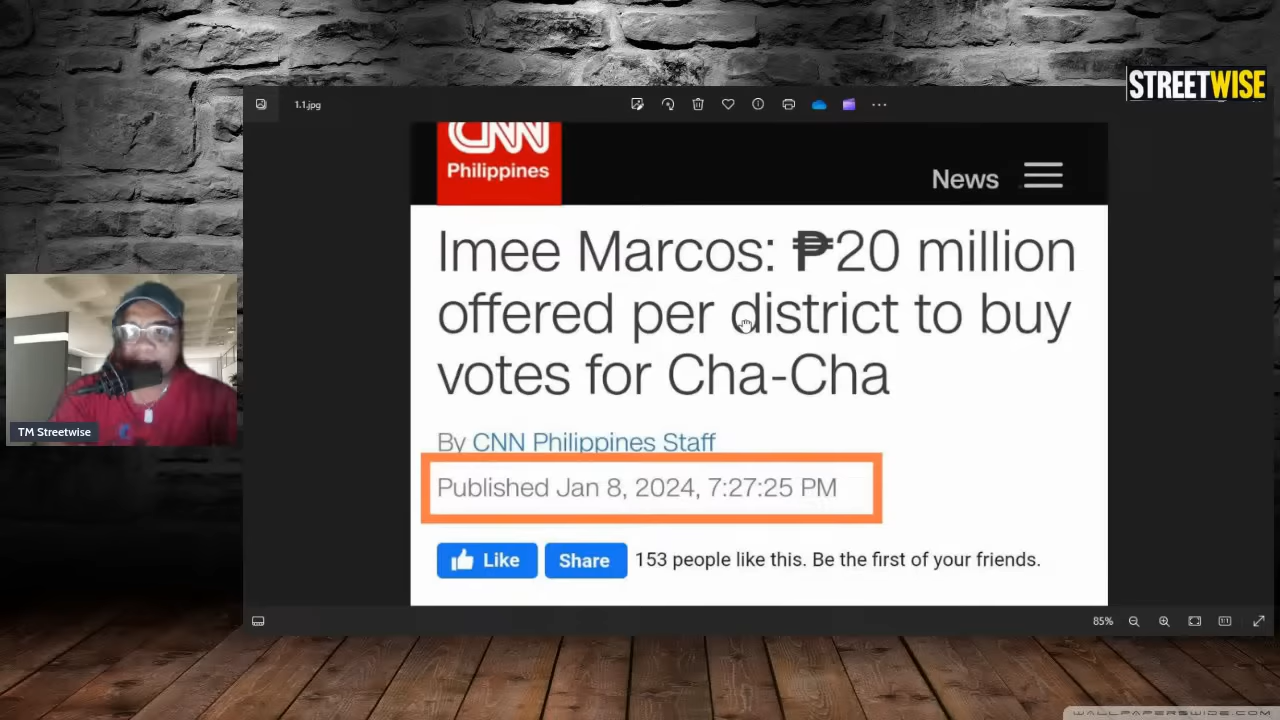 STREETWISE
1.1.jpg
CNN
Philippines
News
Imee Marcos: ₱20 million
offered per district to buy
votes for Cha-Cha
By CNN Philippines Staff
Published Jan 8, 2024, 7:27:25 PM
Like
Share
153 people like this. Be the first of your friends.
TM Streetwise
85%
WALLPAPERSWIDE.COM